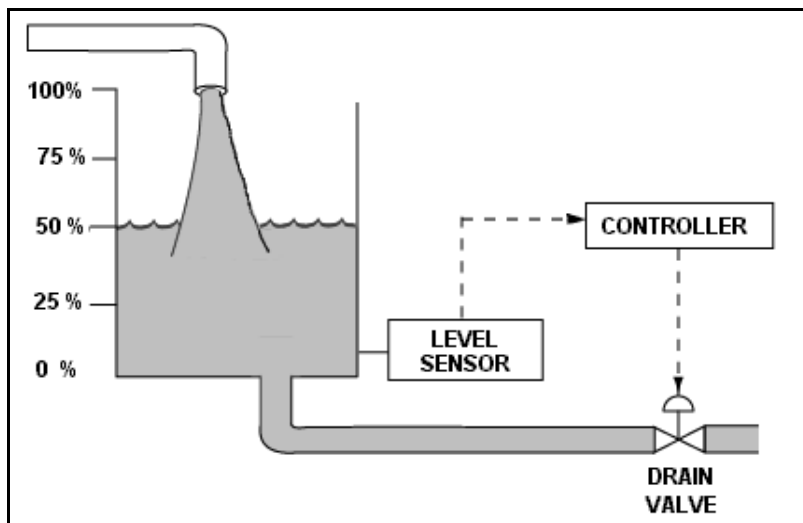 100%
75 %
50 %
25 %
0 %
LEVEL
SENSOR
CONTROLLER
DRAIN
VALVE